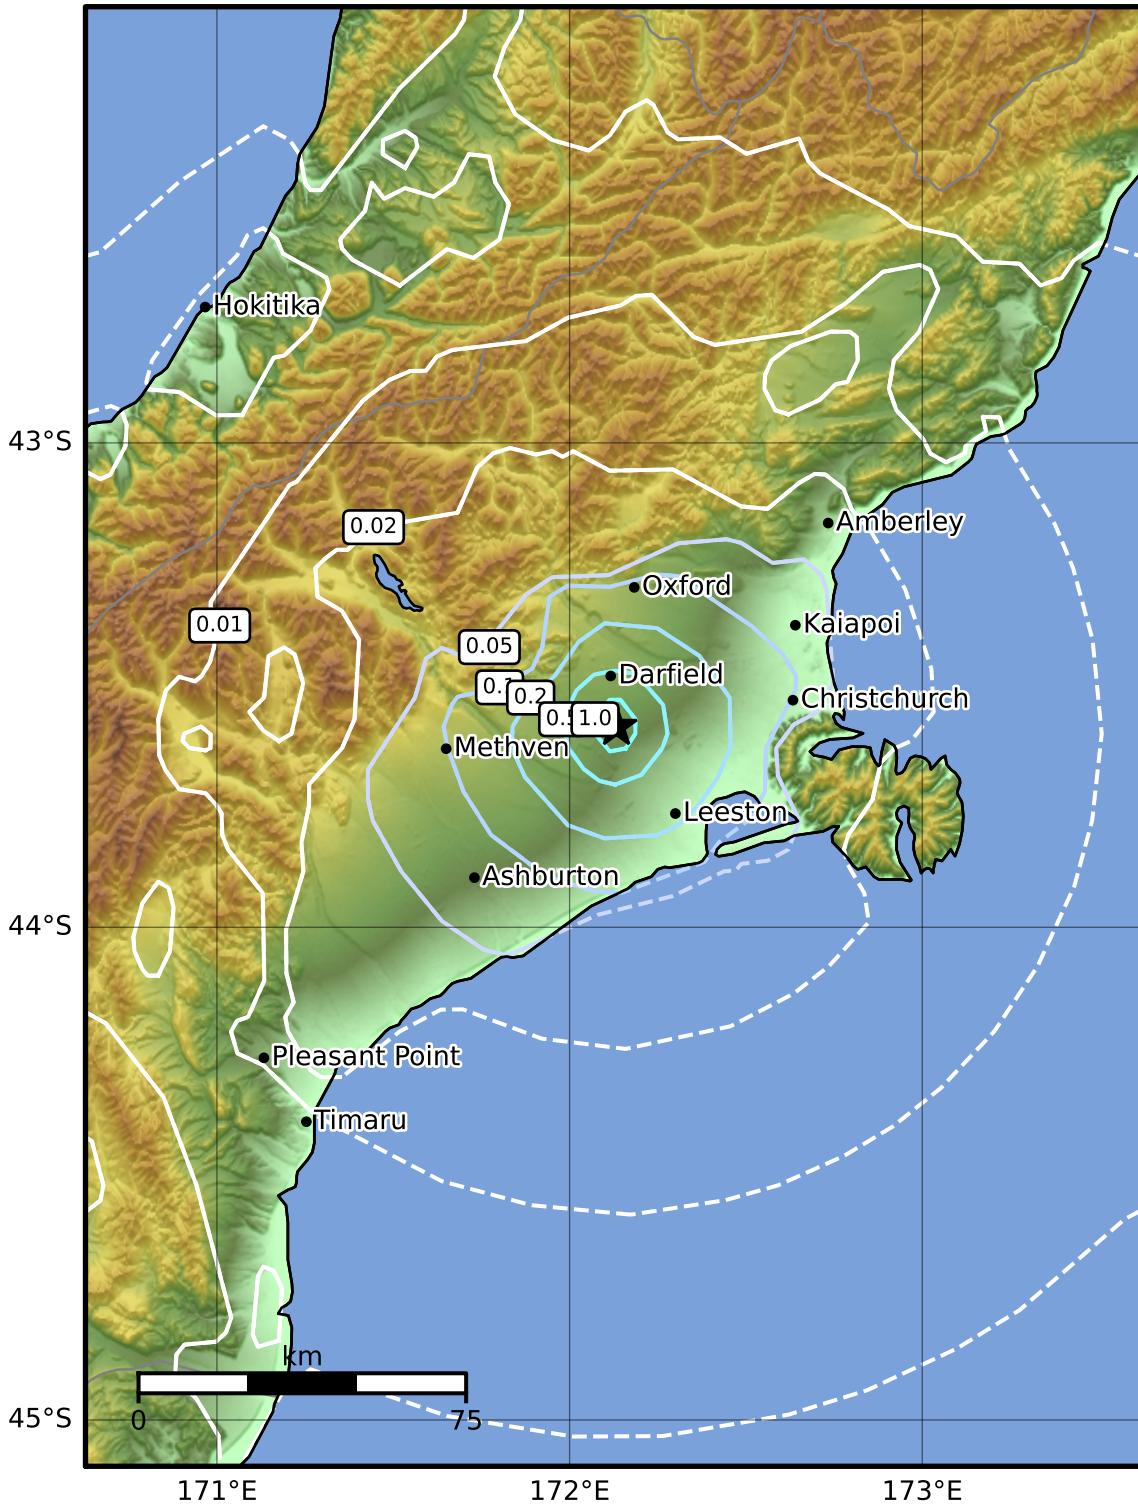 Hokitika
43°S
Amberley
0.02
Oxford
0.01
Kaiapoi
0.05
Darfield
0.2
Christchurch
1.0
Methven
Leeston
Ashburton
44°S
Pleasant Point
Timaru
km
0
75
45°S
171°E
172°E
173°E